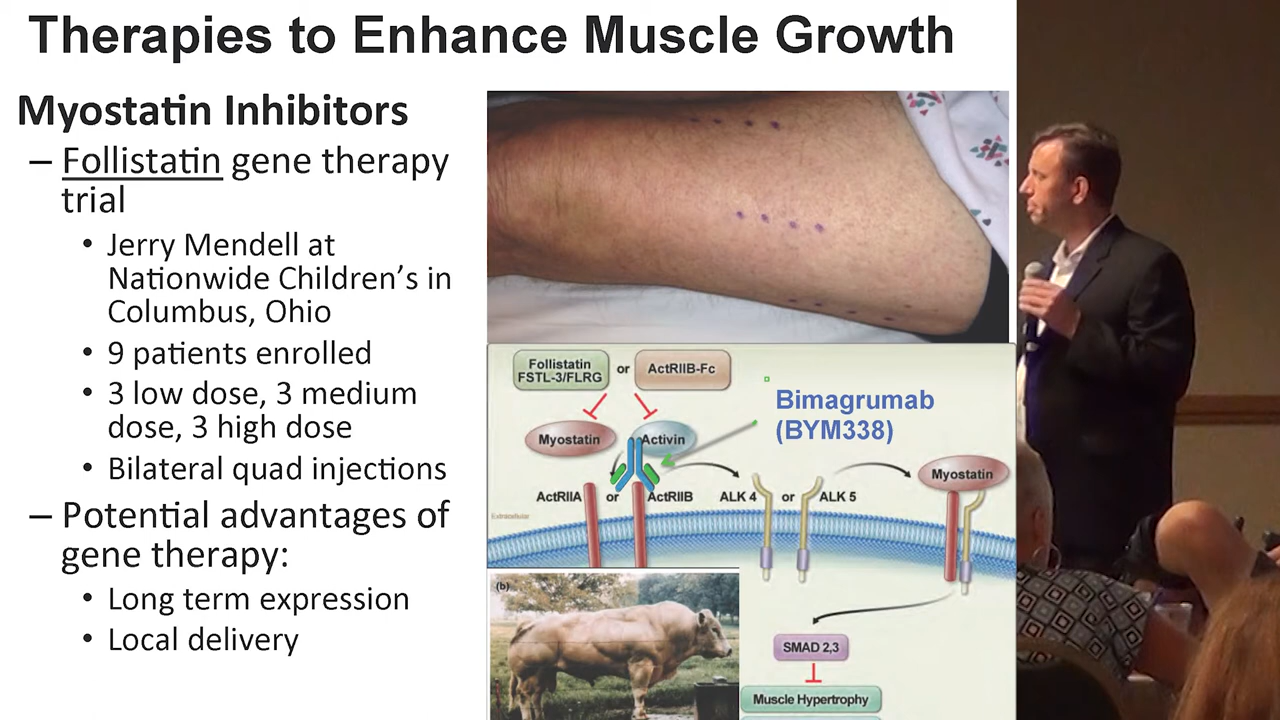 Therapies to Enhance Muscle Growth
Myostatin Inhibitors
– Follistatin gene therapy
trial
• Jerry Mendell at
Nationwide Children's in
Columbus, Ohio
• 9 patients enrolled
• 3 low dose, 3 medium
dose, 3 high dose
• Bilateral quad injections
– Potential advantages of
gene therapy:
• Long term expression
• Local delivery
Follistatin
FSTL-3/FLRG
or
ActRIIB-Fc
Bimagrumab
(BYM338)
Myostatin
Activin
Myostatin
ActRIIA or ActRIIB
ALK 4 or ALK 5
Extracellular
(b)
SMAD 2,3
Muscle Hypertrophy